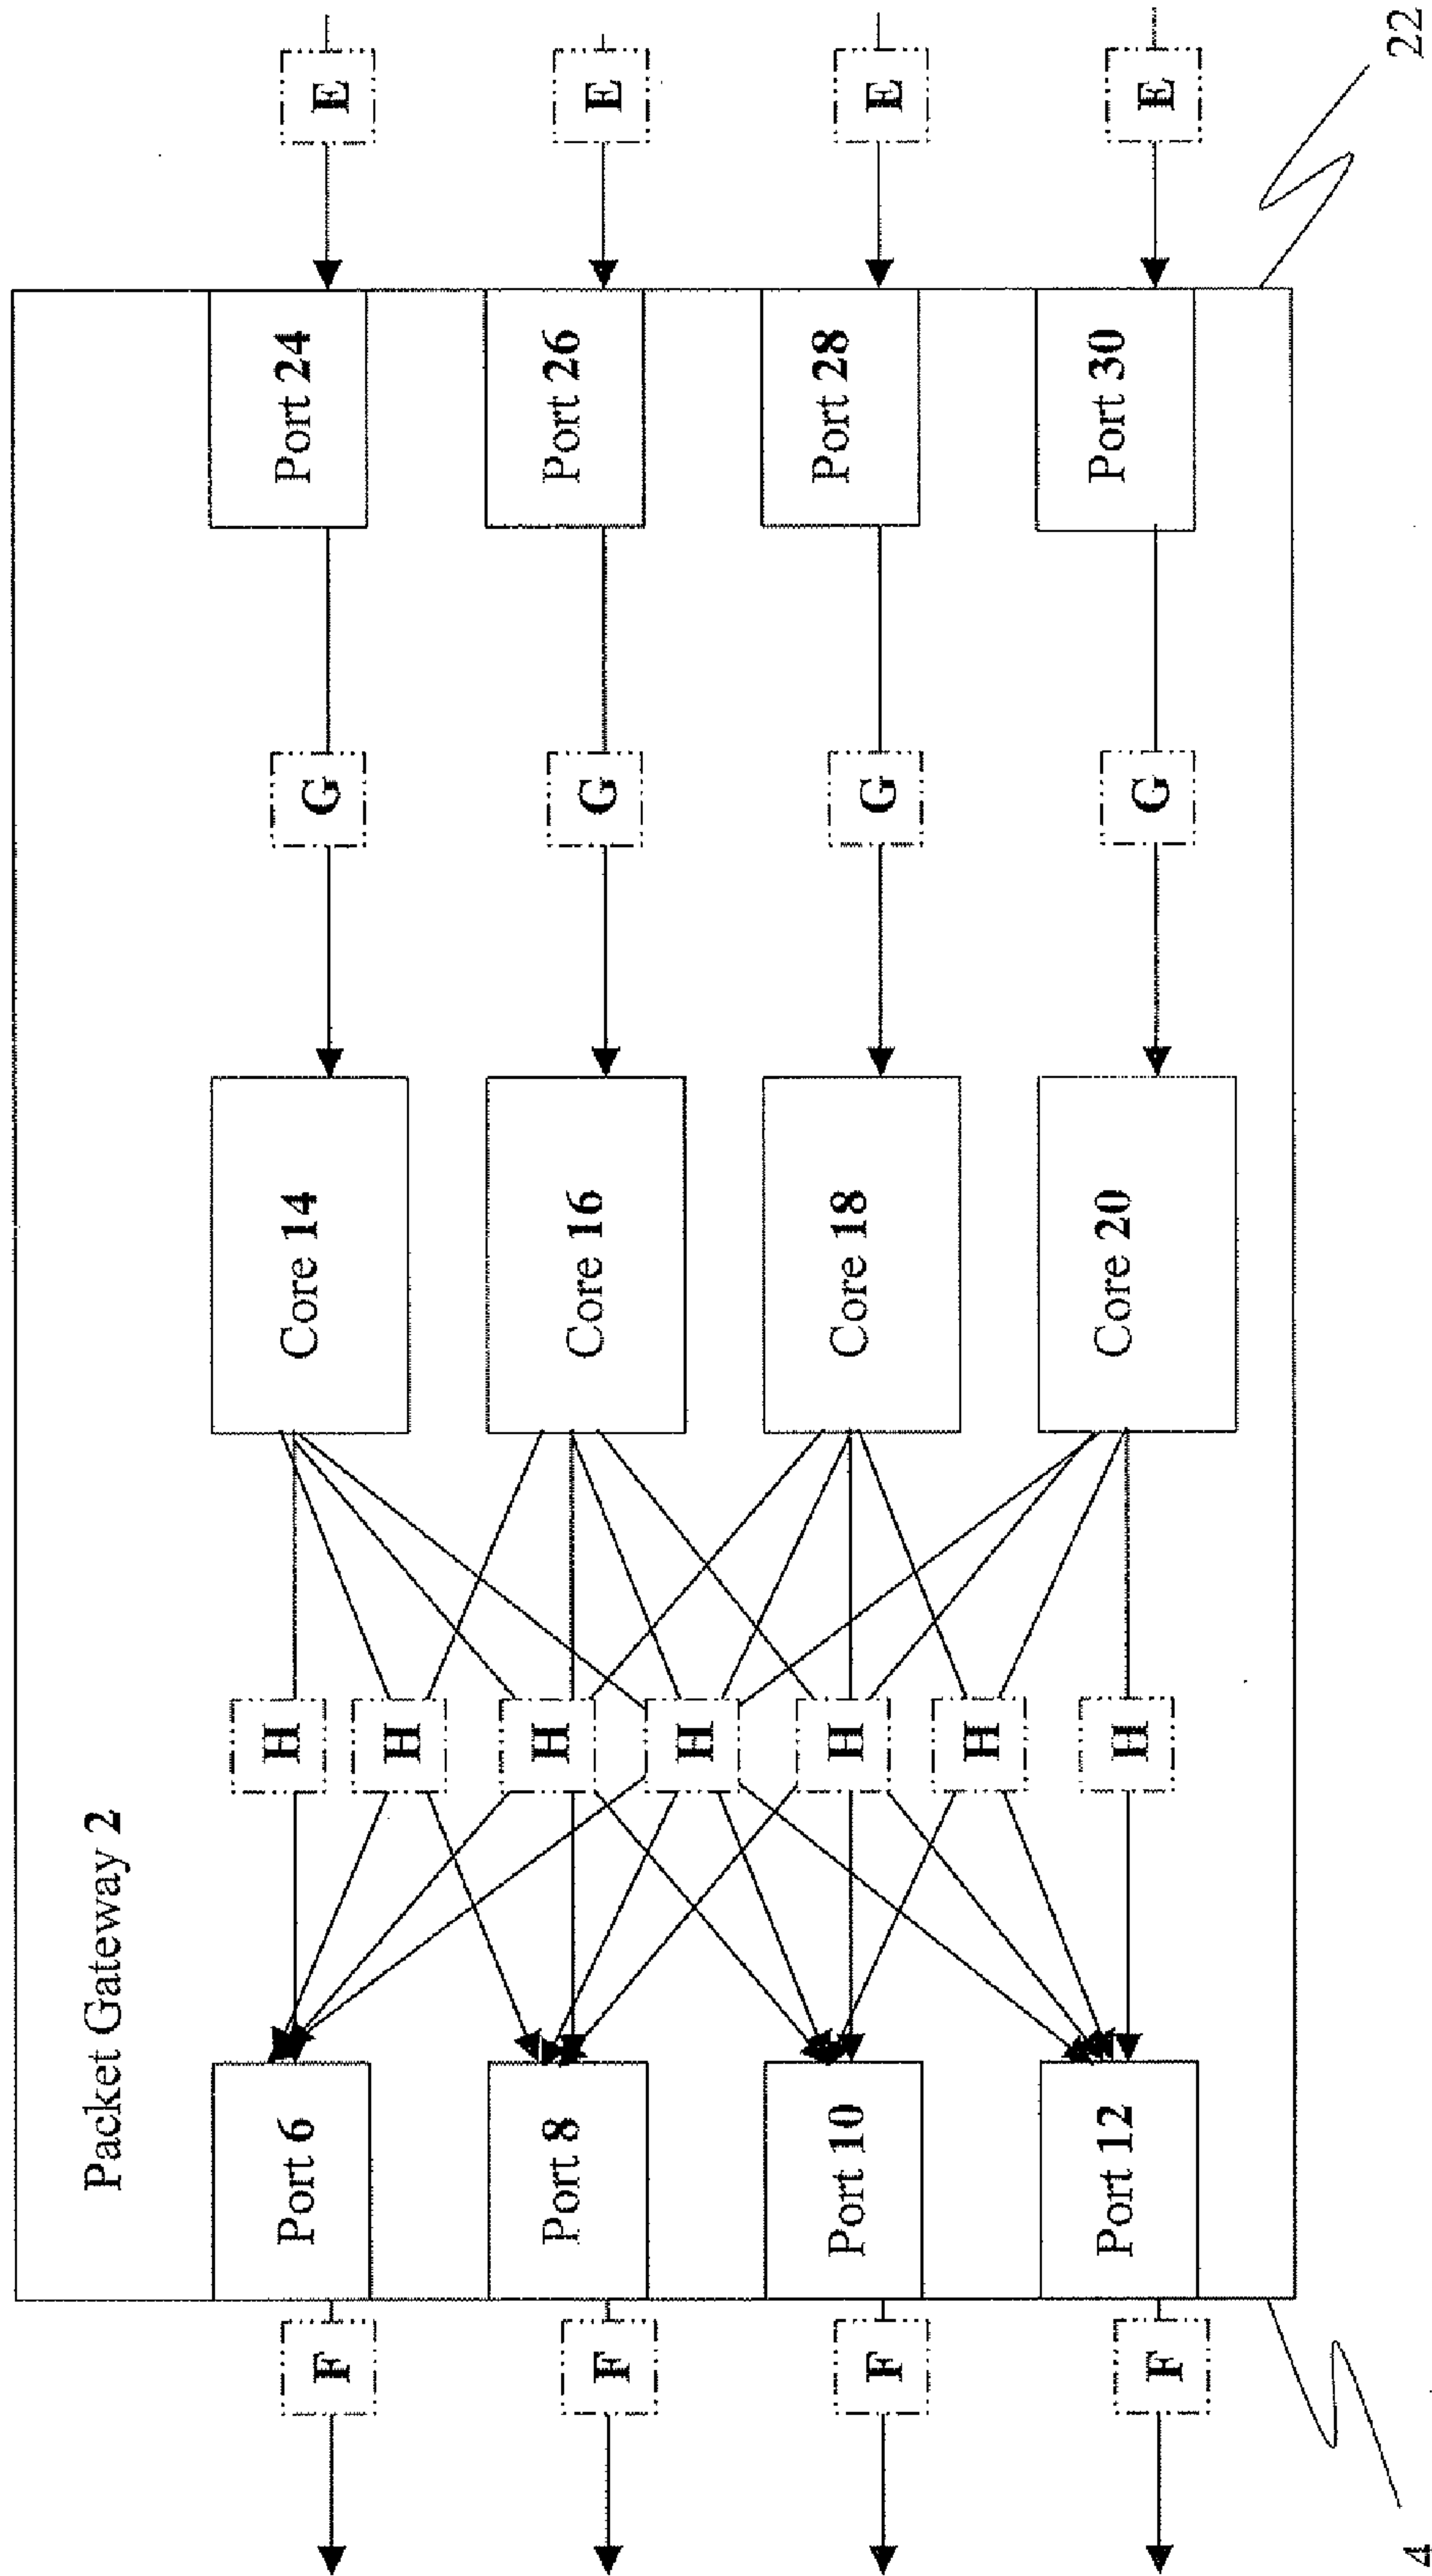 Packet Gateway 2
F
Port 6
H
Core 14
G
Port 24
E
H
F
Port 8
H
Core 16
G
Port 26
E
H
F
Port 10
H
Core 18
G
Port 28
E
H
F
Port 12
H
Core 20
G
Port 30
E
4
22